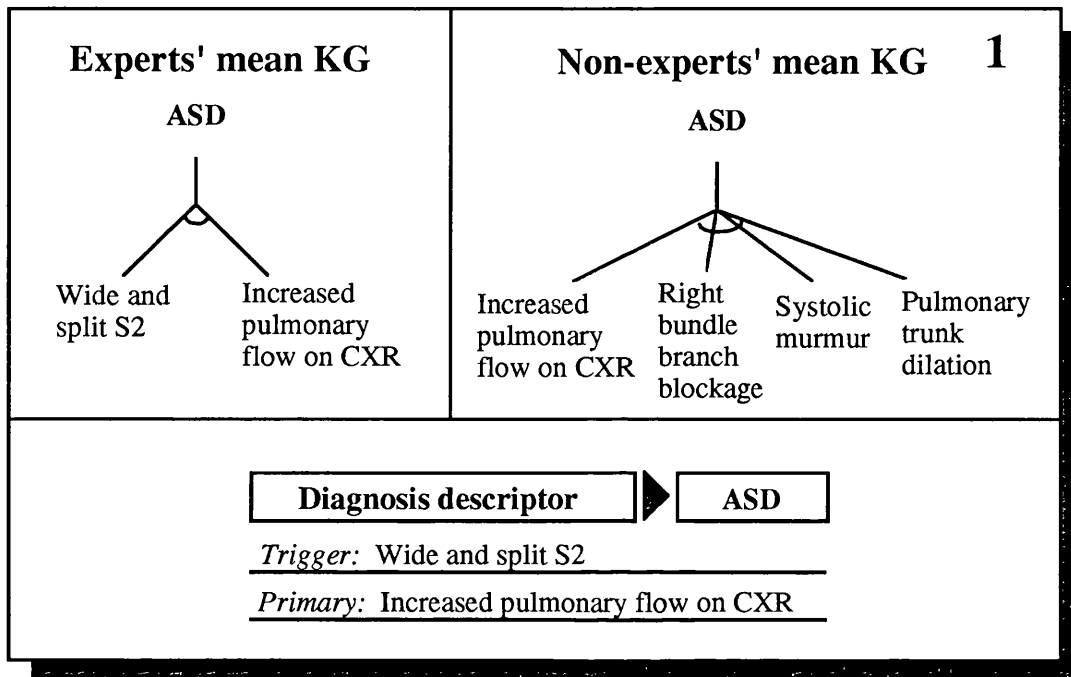 Experts' mean KG
ASD
Wide and
split S2
Increased
pulmonary
flow on CXR
Non-experts' mean KG
1
ASD
Increased
pulmonary
flow on CXR
Right
bundle
branch
blockage
Systolic
murmur
Pulmonary
trunk
dilation
Diagnosis descriptor
ASD
Trigger: Wide and split S2
Primary: Increased pulmonary flow on CXR